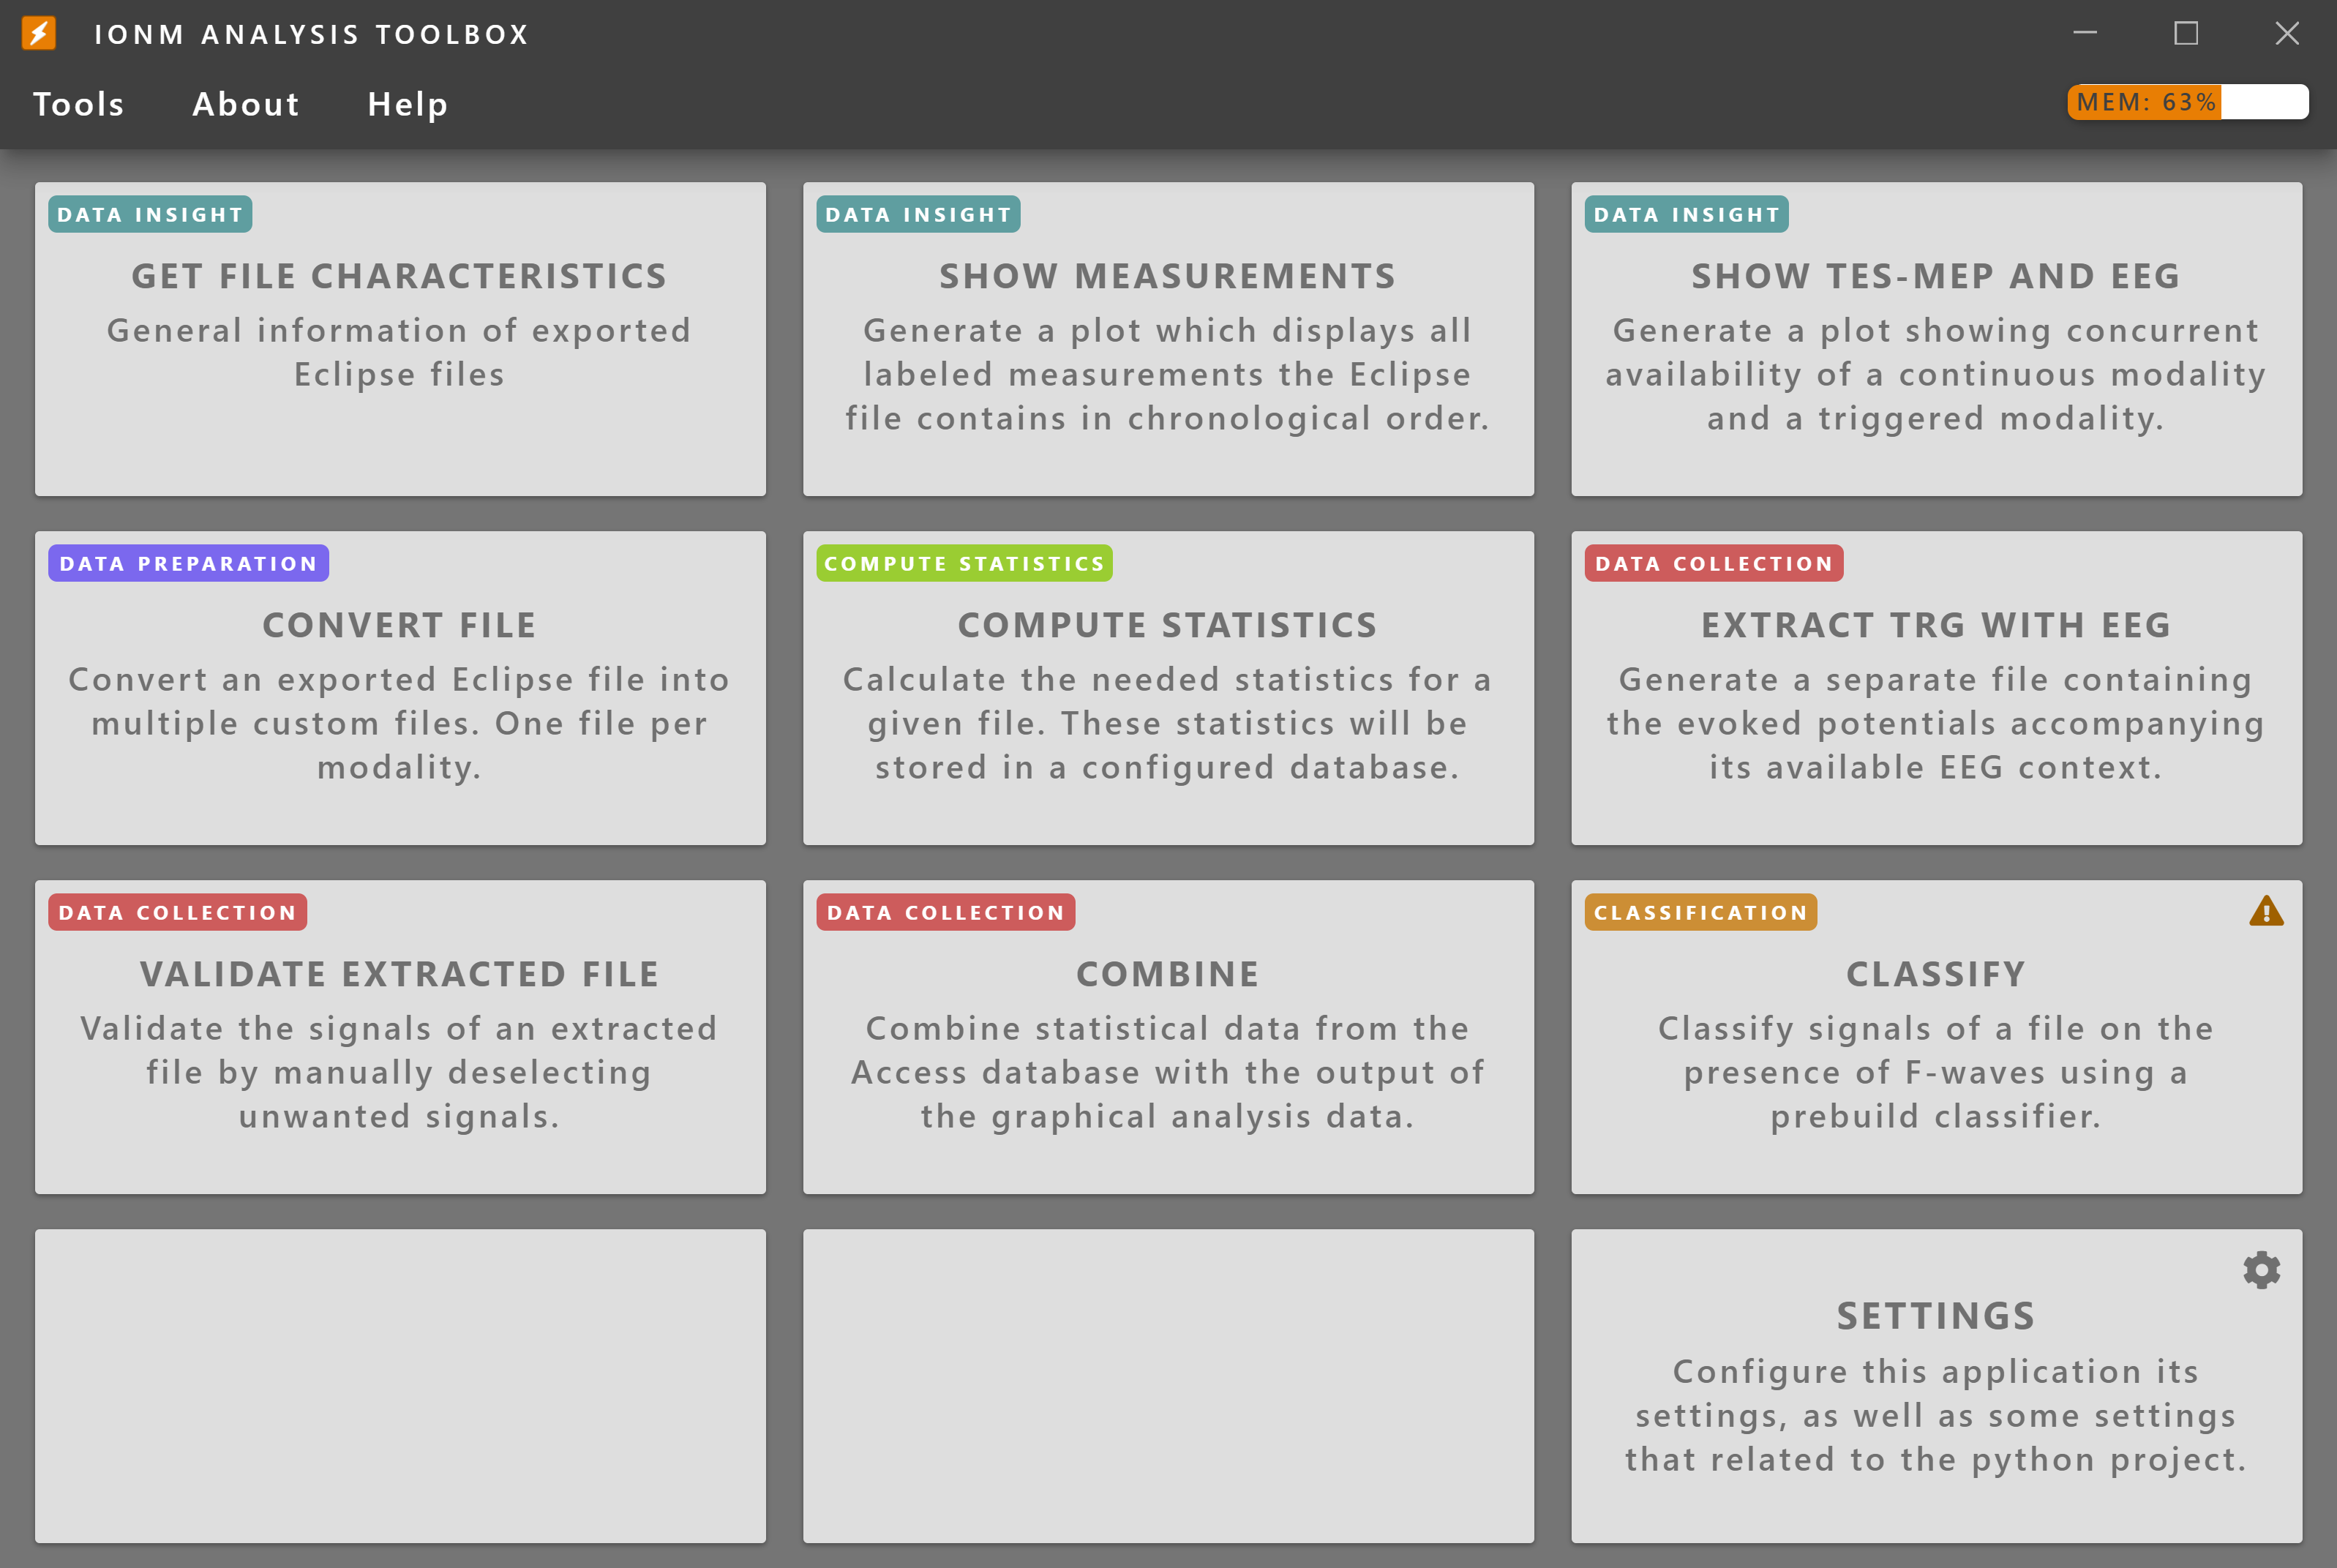 IONM ANALYSIS TOOLBOX
Tools About Help
MEM: 63%
DATA INSIGHT
GET FILE CHARACTERISTICS
General information of exported
Eclipse files
DATA INSIGHT
SHOW MEASUREMENTS
Generate a plot which displays all
labeled measurements the Eclipse
file contains in chronological order.
DATA INSIGHT
SHOW TES-MEP AND EEG
Generate a plot showing concurrent
availability of a continuous modality
and a triggered modality.
DATA PREPARATION
CONVERT FILE
Convert an exported Eclipse file into
multiple custom files. One file per
modality.
COMPUTE STATISTICS
COMPUTE STATISTICS
Calculate the needed statistics for a
given file. These statistics will be
stored in a configured database.
DATA COLLECTION
EXTRACT TRG WITH EEG
Generate a separate file containing
the evoked potentials accompanying
its available EEG context.
DATA COLLECTION
VALIDATE EXTRACTED FILE
Validate the signals of an extracted
file by manually deselecting
unwanted signals.
DATA COLLECTION
COMBINE
Combine statistical data from the
Access database with the output of
the graphical analysis data.
CLASSIFICATION
CLASSIFY
Classify signals of a file on the
presence of F-waves using a
prebuild classifier.
SETTINGS
Configure this application its
settings, as well as some settings
that related to the python project.